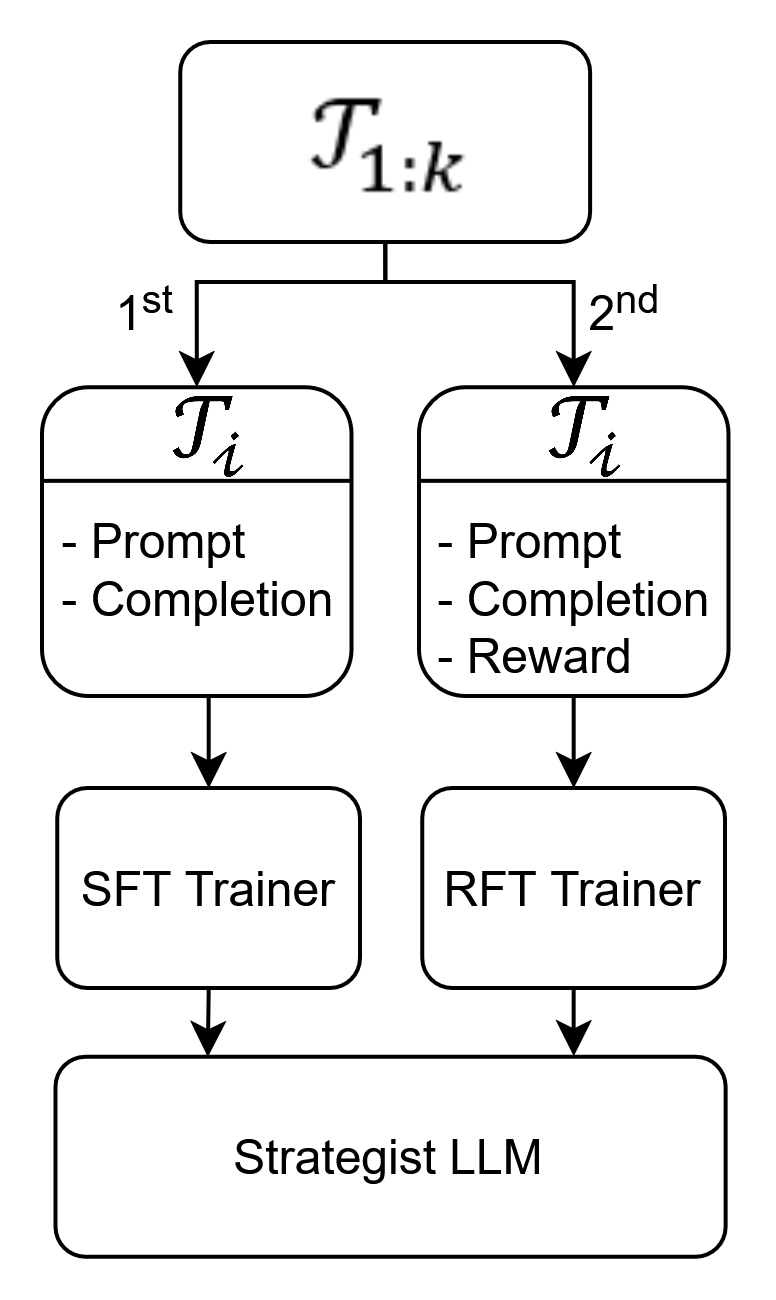 𝒯1:k
1st
2nd
𝒯i
- Prompt
- Completion
𝒯i
- Prompt
- Completion
- Reward
SFT Trainer
RFT Trainer
Strategist LLM